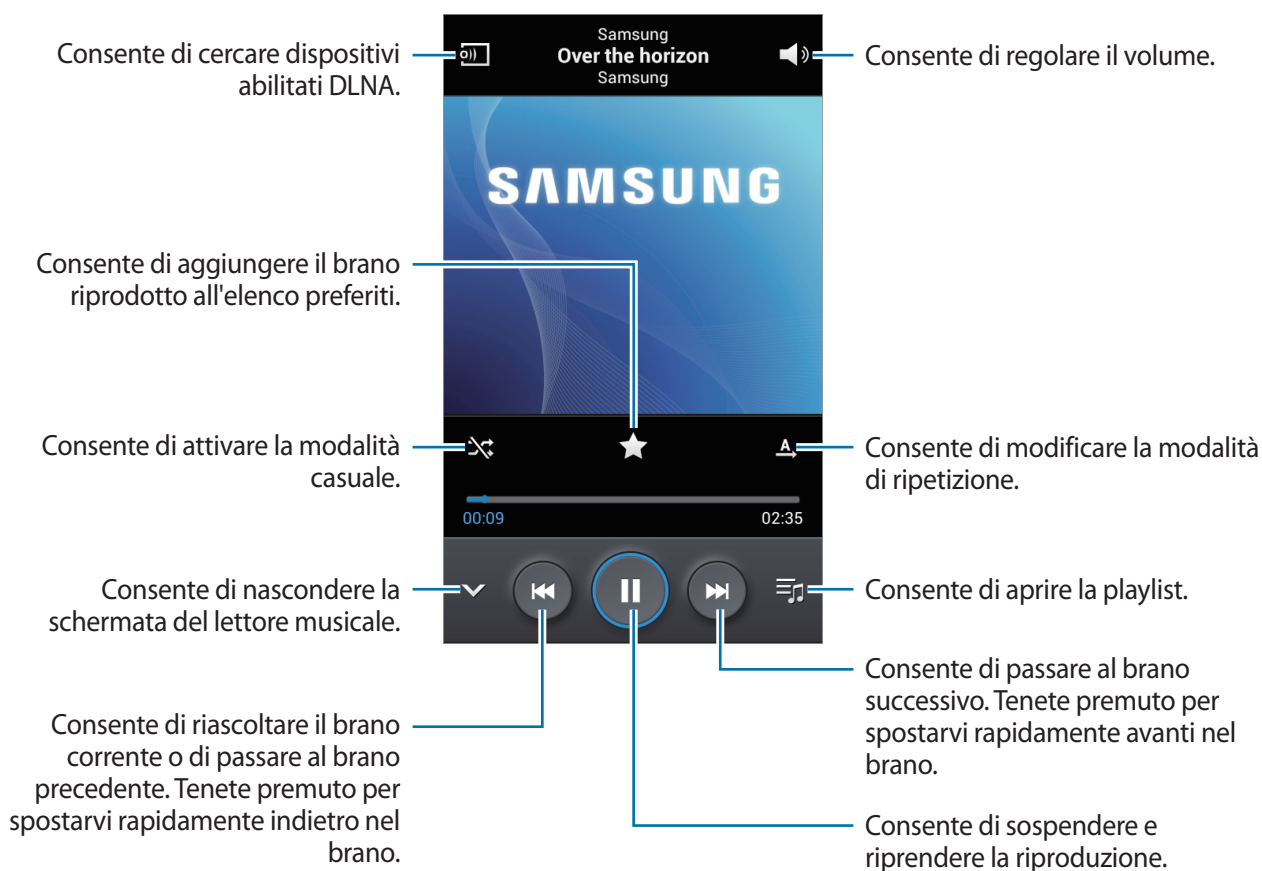 Consente di cercare dispositivi
abilitati DLNA.
Samsung
Over the horizon
Samsung
Consente di regolare il volume.
SAMSUNG
Consente di aggiungere il brano
riprodotto all'elenco preferiti.
Consente di attivare la modalità
casuale.
A
Consente di modificare la modalità
di ripetizione.
00:09
02:35
Consente di nascondere la
schermata del lettore musicale.
Consente di aprire la playlist.
Consente di riascoltare il brano
corrente o di passare al brano
precedente. Tenete premuto per
spostarvi rapidamente indietro nel
brano.
Consente di passare al brano
successivo. Tenete premuto per
spostarvi rapidamente avanti nel
brano.
Consente di sospendere e
riprendere la riproduzione.